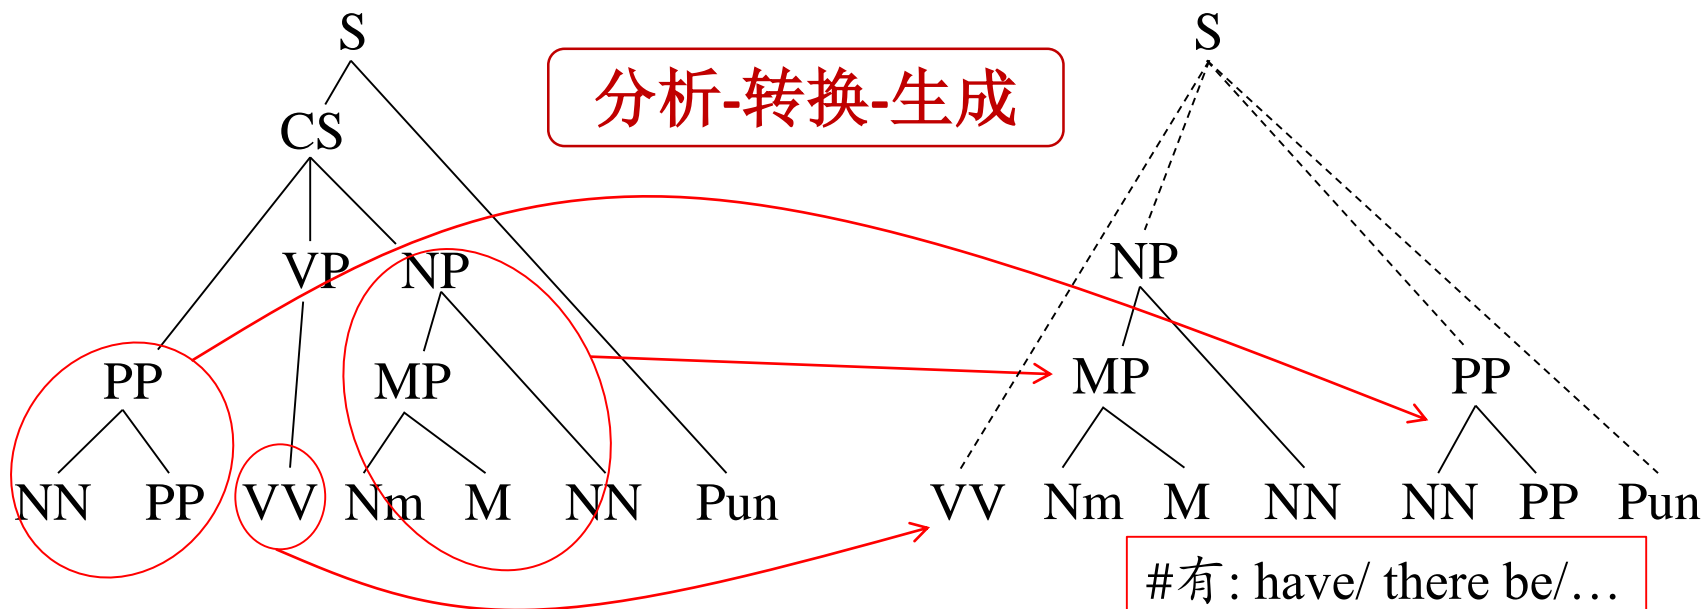 S S
分析-转换-生成
CS
VP NP NP
PP MP MP PP
NN PP VV Nm M NN Pun VV Nm M NN NN PP Pun
#有: have/ there be/…